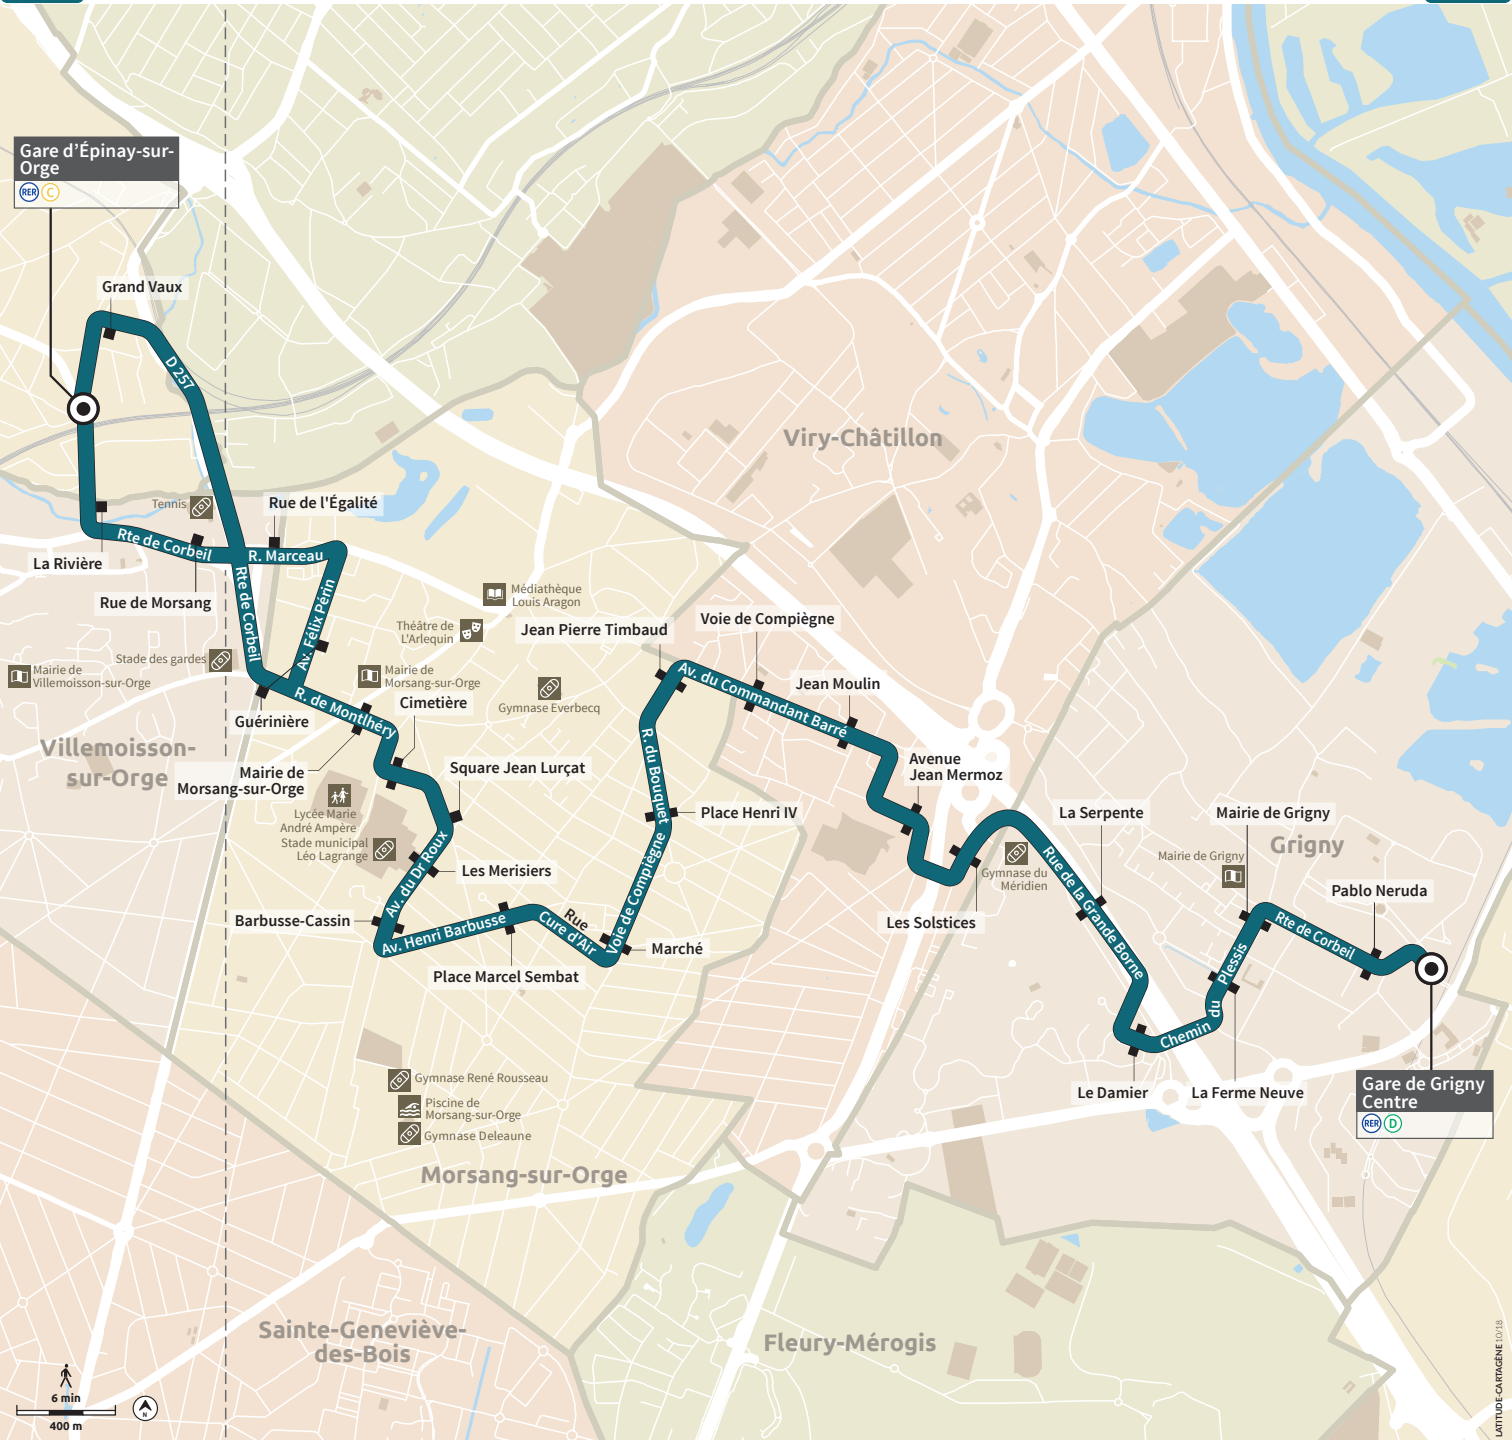 Gare d'Épinay-sur-
Orge
RER C
Grand Vaux
D 257
Tennis
Rue de l'Égalité
Rte de Corbeil
R. Marceau
La Rivière
Rue de Morsang
Rte de Corbeil
Av. Félix Périn
Médiathèque
Louis Aragon
Théâtre de
L'Arlequin
Stade des gardes
Mairie de
Villemoisson-sur-Orge
Mairie de
Morsang-sur-Orge
Gymnase Everbecq
Guérinière
R. de Montlhéry
Cimetière
Villemoisson-
sur-Orge
Mairie de
Morsang-sur-Orge
Square Jean Lurçat
Lycée Marie
André Ampère
Stade municipal
Léo Lagrange
Av. du Dr Roux
Les Merisiers
Barbusse-Cassin
Av. Henri Barbusse
Place Marcel Sembat
Rue
Cure d'Air
Marché
Voie de Compiègne
R. du Bouquet
Place Henri IV
Jean Pierre Timbaud
Voie de Compiègne
Av. du Commandant Barré
Jean Moulin
Viry-Châtillon
Avenue
Jean Mermoz
Les Solstices
Gymnase du
Méridien
La Serpente
Rue de la Grande Borne
Le Damier
Chemin du Plessis
La Ferme Neuve
Mairie de Grigny
Mairie de Grigny
Grigny
Pablo Neruda
Rte de Corbeil
Gare de Grigny
Centre
RER D
Gymnase René Rousseau
Piscine de
Morsang-sur-Orge
Gymnase Deleaune
Morsang-sur-Orge
Sainte-Geneviève-
des-Bois
Fleury-Mérogis
6 min
400 m
N
LATITUDE-CARTAGÈNE 10/18